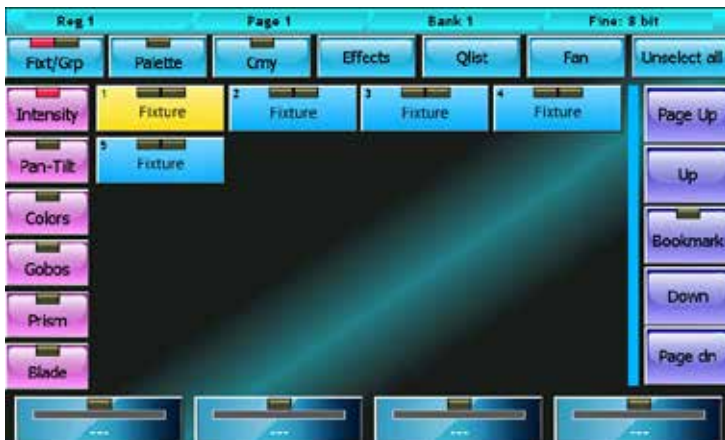 Reg 1 Page 1 Bank 1 Fine: 8 bit
Fixt/Grp Palette Cmy Effects Qlist Fan Unselect all
Intensity 1 Fixture 2 Fixture 3 Fixture 4 Fixture Page Up
Pan-Tilt 5 Fixture Up
Colors Bookmark
Gobos
Prism Down
Blade Page dn
--- --- --- ---